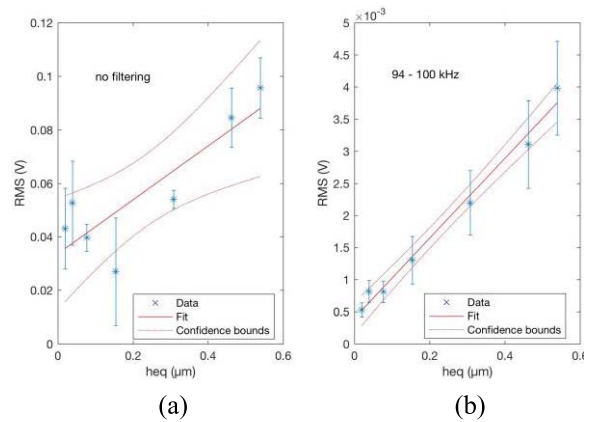 no filtering
RMS (V)
0.12
0.1
0.08
0.06
0.04
0.02
0
Data
Fit
Confidence bounds
0 0.2 0.4 0.6
heq (μm)
(a)
×10⁻³
94 - 100 kHz
RMS (V)
5
4.5
4
3.5
3
2.5
2
1.5
1
0.5
0
Data
Fit
Confidence bounds
0 0.2 0.4 0.6
heq (μm)
(b)